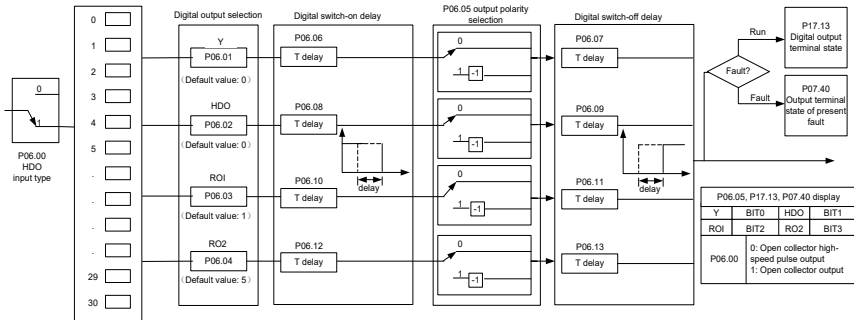 0
1
2
3
4
5
.
.
.
29
30
0
1
P06.00
HDO
input type
Digital output selection
Y
P06.01
(Default value: 0)
HDO
P06.02
(Default value: 0)
ROI
P06.03
(Default value: 1)
RO2
P06.04
(Default value: 5)
Digital switch-on delay
P06.06
T delay
P06.08
T delay
delay
P06.10
T delay
P06.12
T delay
P06.05 output polarity
selection
0
1
-1
0
1
-1
0
1
-1
0
1
-1
Digital switch-off delay
P06.07
T delay
P06.09
T delay
delay
P06.11
T delay
P06.13
T delay
Fault?
Run
Fault
P17.13
Digital output
terminal state
P07.40
Output terminal
state of present
fault
P06.05, P17.13, P07.40 display
Y BIT0 HDO BIT1
ROI BIT2 RO2 BIT3
P06.00
0: Open collector high-
speed pulse output
1: Open collector output